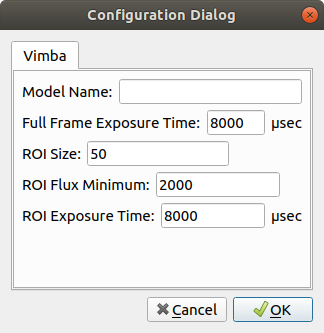 Configuration Dialog
Vimba
Model Name:
Full Frame Exposure Time: 8000 µsec
ROI Size: 50
ROI Flux Minimum: 2000
ROI Exposure Time: 8000 µsec
Cancel OK